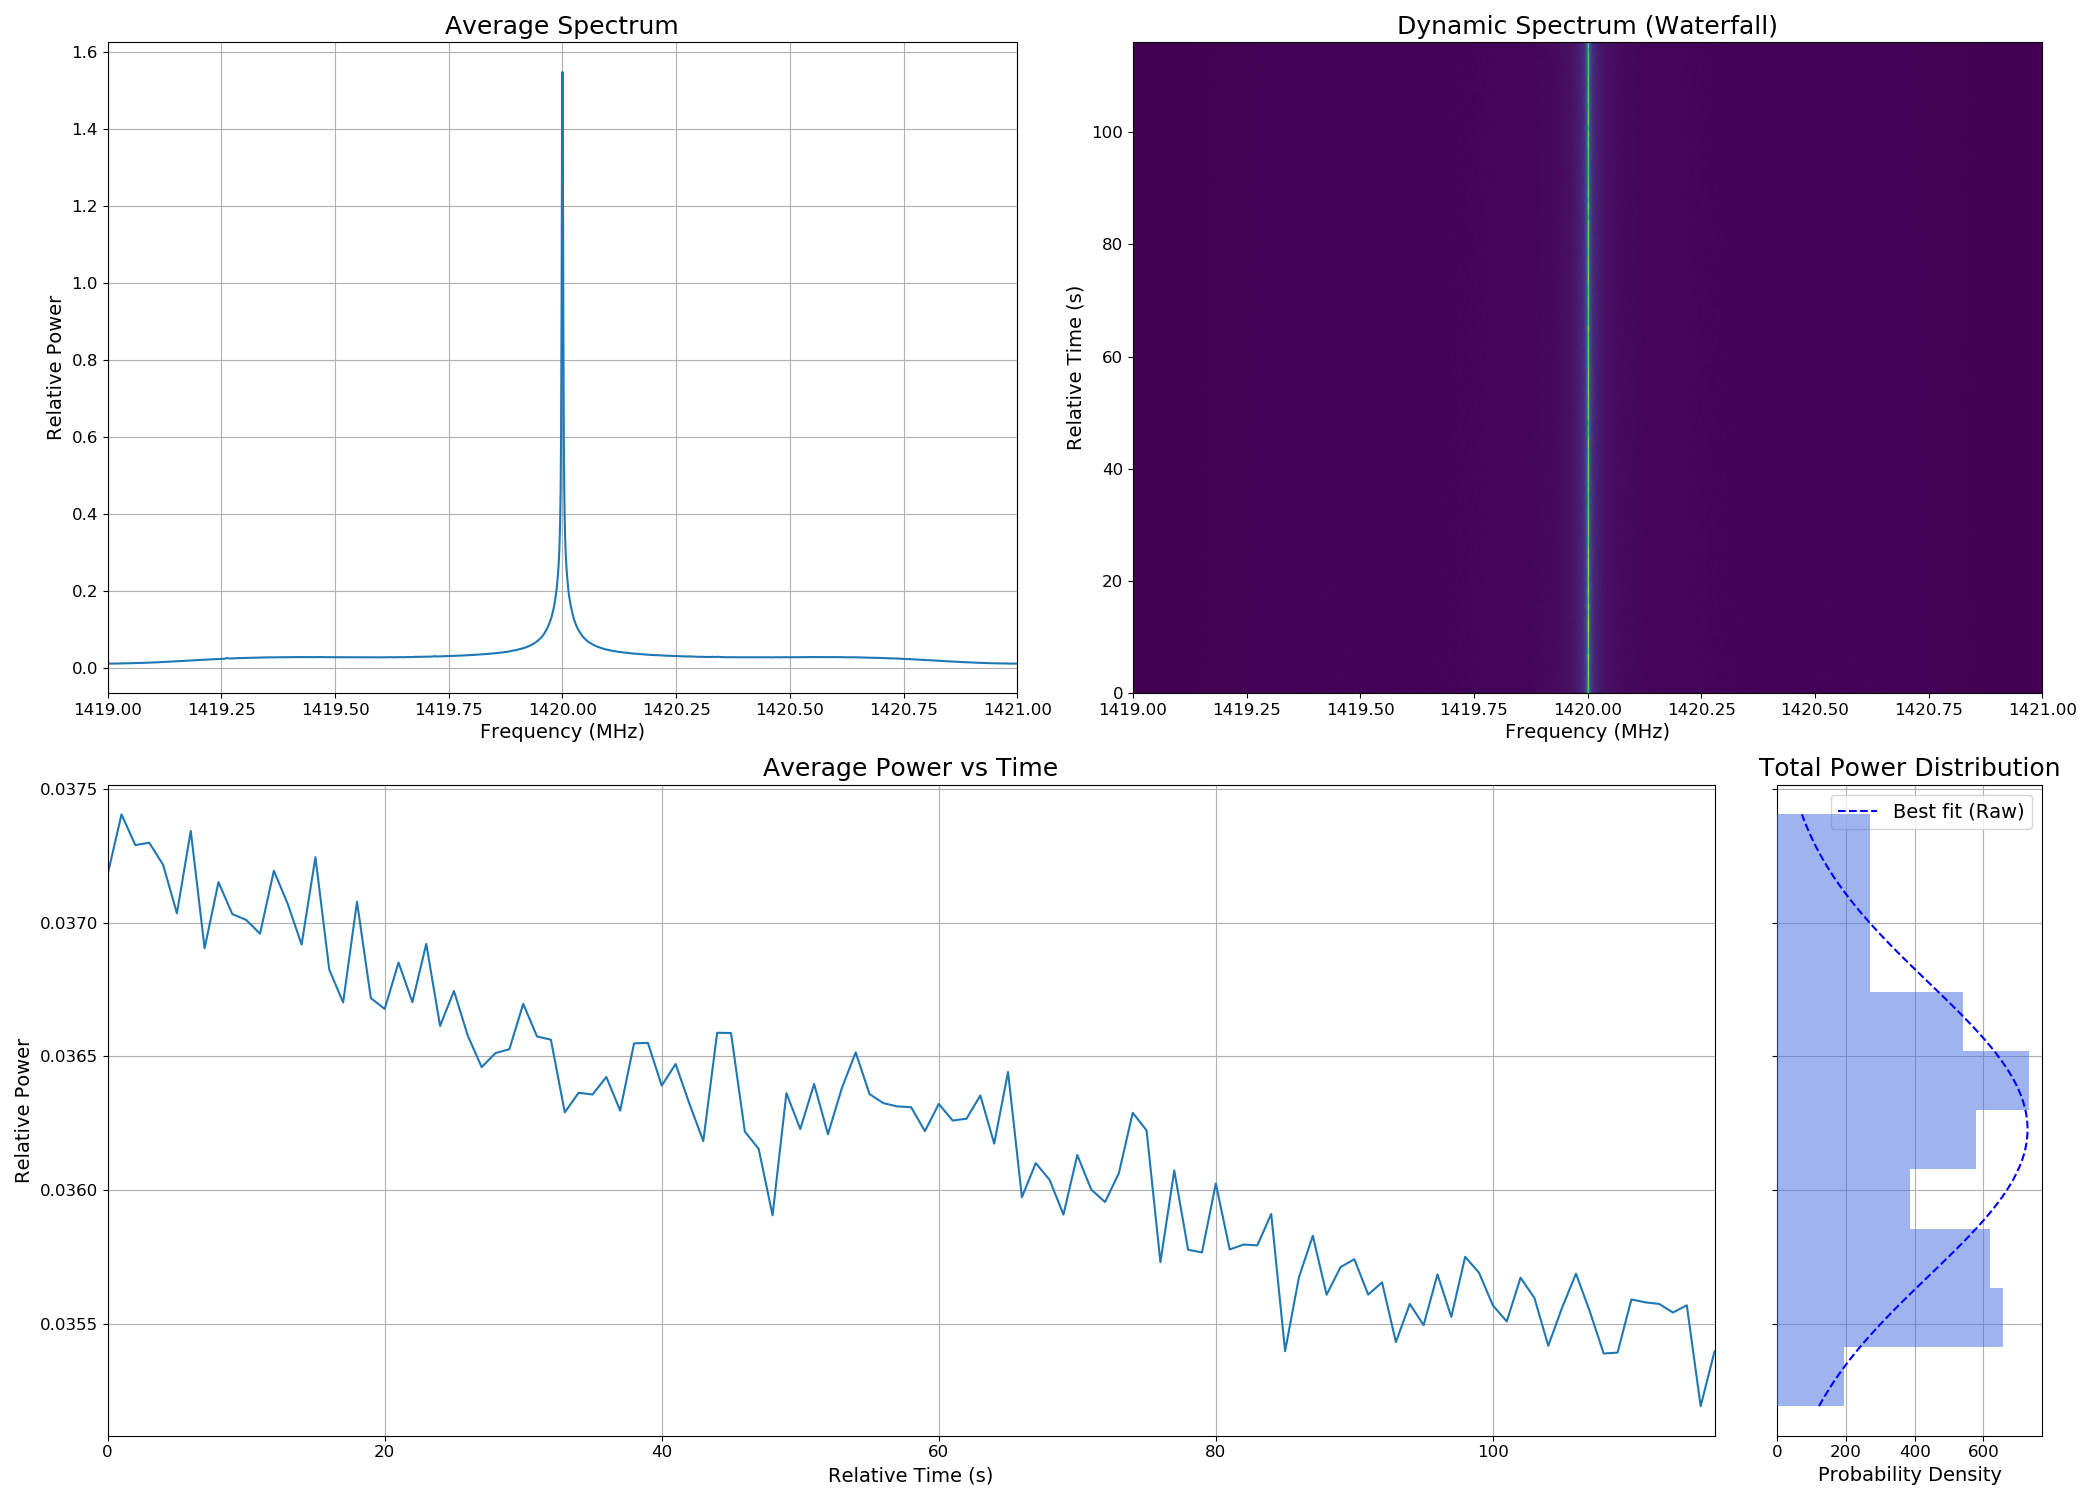 Average Spectrum
1.6
1.4
1.2
1.0
0.8
0.6
0.4
0.2
0.0
Relative Power
1419.00 1419.25 1419.50 1419.75 1420.00 1420.25 1420.50 1420.75 1421.00
Frequency (MHz)
Dynamic Spectrum (Waterfall)
100
80
60
40
20
0
Relative Time (s)
1419.00 1419.25 1419.50 1419.75 1420.00 1420.25 1420.50 1420.75 1421.00
Frequency (MHz)
Average Power vs Time
0.0375
0.0370
0.0365
0.0360
0.0355
Relative Power
0 20 40 60 80 100
Relative Time (s)
Total Power Distribution
Best fit (Raw)
0 200 400 600
Probability Density